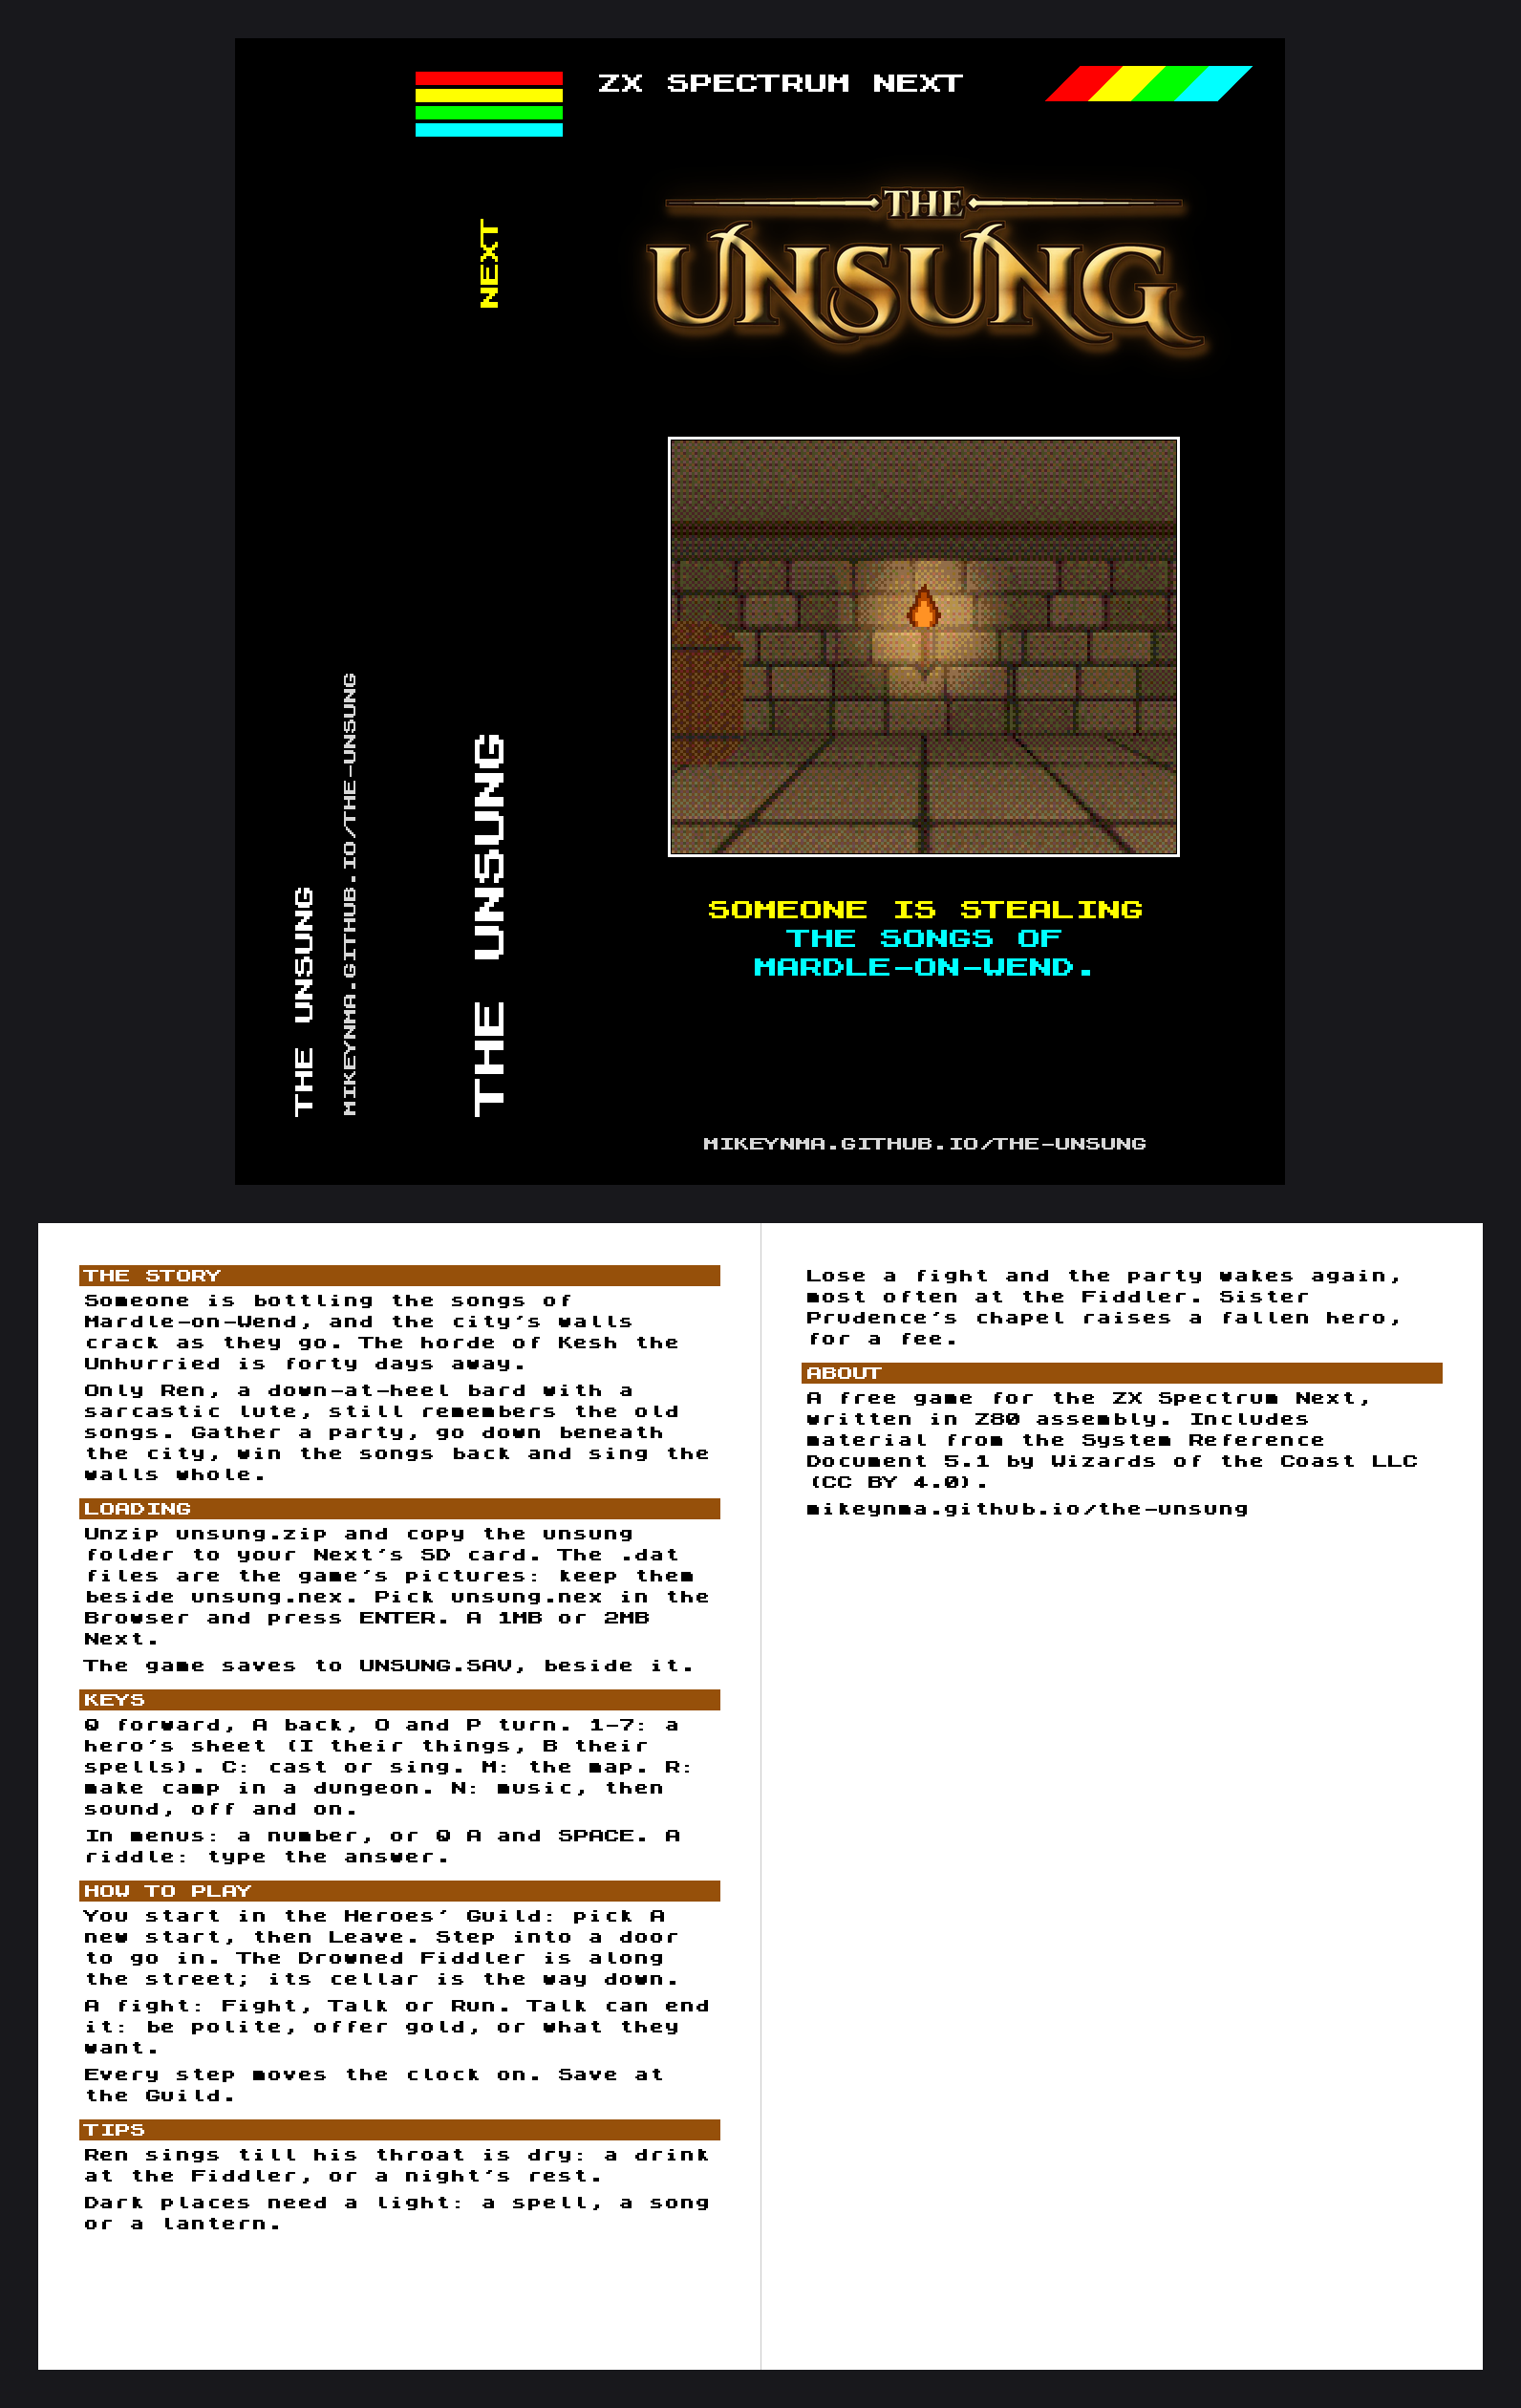 ZX SPECTRUM NEXT
THE
UNSUNG
NEXT
THE UNSUNG
THE UNSUNG
MIKEYNMA.GITHUB.IO/THE-UNSUNG
SOMEONE IS STEALING
THE SONGS OF
MARDLE-ON-WEND.
MIKEYNMA.GITHUB.IO/THE-UNSUNG
THE STORY
Someone is bottling the songs of
Mardle-on-Wend, and the city's walls
crack as they go. The horde of Kesh the
Unhurried is forty days away.
Only Ren, a down-at-heel bard with a
sarcastic lute, still remembers the old
songs. Gather a party, go down beneath
the city, win the songs back and sing the
walls whole.
LOADING
Unzip unsung.zip and copy the unsung
folder to your Next's SD card. The .dat
files are the game's pictures: keep them
beside unsung.nex. Pick unsung.nex in the
Browser and press ENTER. A 1MB or 2MB
Next.
The game saves to UNSUNG.SAV, beside it.
KEYS
Q forward, A back, O and P turn. 1-7: a
hero's sheet (I their things, B their
spells). C: cast or sing. M: the map. R:
make camp in a dungeon. N: music, then
sound, off and on.
In menus: a number, or Q A and SPACE. A
riddle: type the answer.
HOW TO PLAY
You start in the Heroes' Guild: pick A
new start, then Leave. Step into a door
to go in. The Drowned Fiddler is along
the street; its cellar is the way down.
A fight: Fight, Talk or Run. Talk can end
it: be polite, offer gold, or what they
want.
Every step moves the clock on. Save at
the Guild.
TIPS
Ren sings till his throat is dry: a drink
at the Fiddler, or a night's rest.
Dark places need a light: a spell, a song
or a lantern.
Lose a fight and the party wakes again,
most often at the Fiddler. Sister
Prudence's chapel raises a fallen hero,
for a fee.
ABOUT
A free game for the ZX Spectrum Next,
written in Z80 assembly. Includes
material from the System Reference
Document 5.1 by Wizards of the Coast LLC
(CC BY 4.0).
mikeynma.github.io/the-unsung